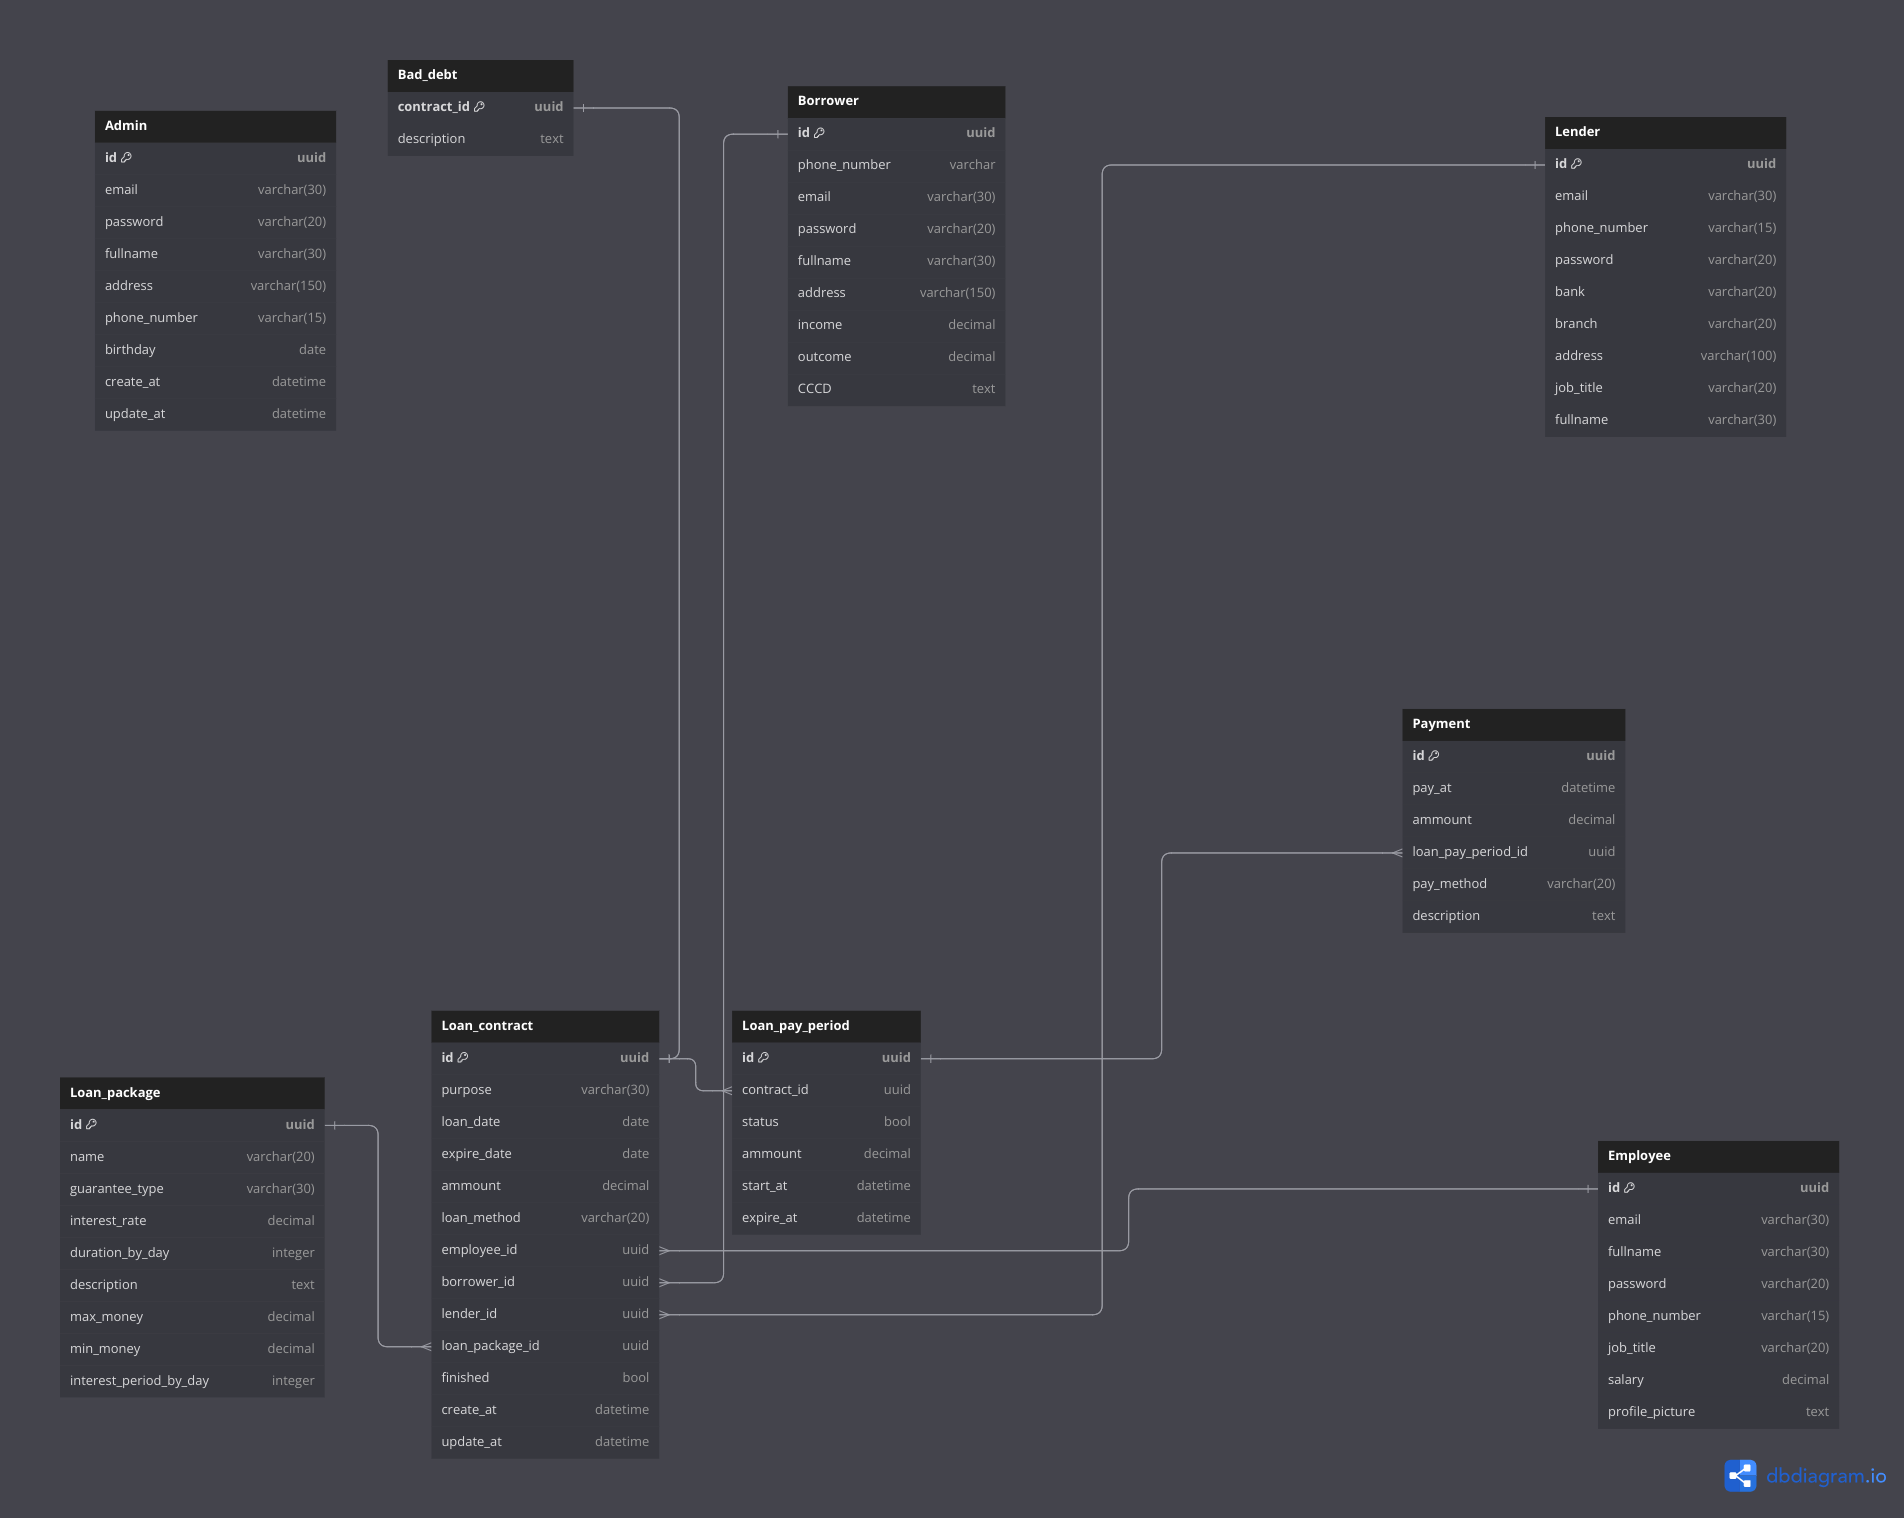 Bad_debt
contract_id uuid
description text
Admin
id uuid
email varchar(30)
password varchar(20)
fullname varchar(30)
address varchar(150)
phone_number varchar(15)
birthday date
create_at datetime
update_at datetime
Borrower
id uuid
phone_number varchar
email varchar(30)
password varchar(20)
fullname varchar(30)
address varchar(150)
income decimal
outcome decimal
CCCD text
Lender
id uuid
email varchar(30)
phone_number varchar(15)
password varchar(20)
bank varchar(20)
branch varchar(20)
address varchar(100)
job_title varchar(20)
fullname varchar(30)
Payment
id uuid
pay_at datetime
ammount decimal
loan_pay_period_id uuid
pay_method varchar(20)
description text
Loan_package
id uuid
name varchar(20)
guarantee_type varchar(30)
interest_rate decimal
duration_by_day integer
description text
max_money decimal
min_money decimal
interest_period_by_day integer
Loan_contract
id uuid
purpose varchar(30)
loan_date date
expire_date date
ammount decimal
loan_method varchar(20)
employee_id uuid
borrower_id uuid
lender_id uuid
loan_package_id uuid
finished bool
create_at datetime
update_at datetime
Loan_pay_period
id uuid
contract_id uuid
status bool
ammount decimal
start_at datetime
expire_at datetime
Employee
id uuid
email varchar(30)
fullname varchar(30)
password varchar(20)
phone_number varchar(15)
job_title varchar(20)
salary decimal
profile_picture text
dbdiagram.io